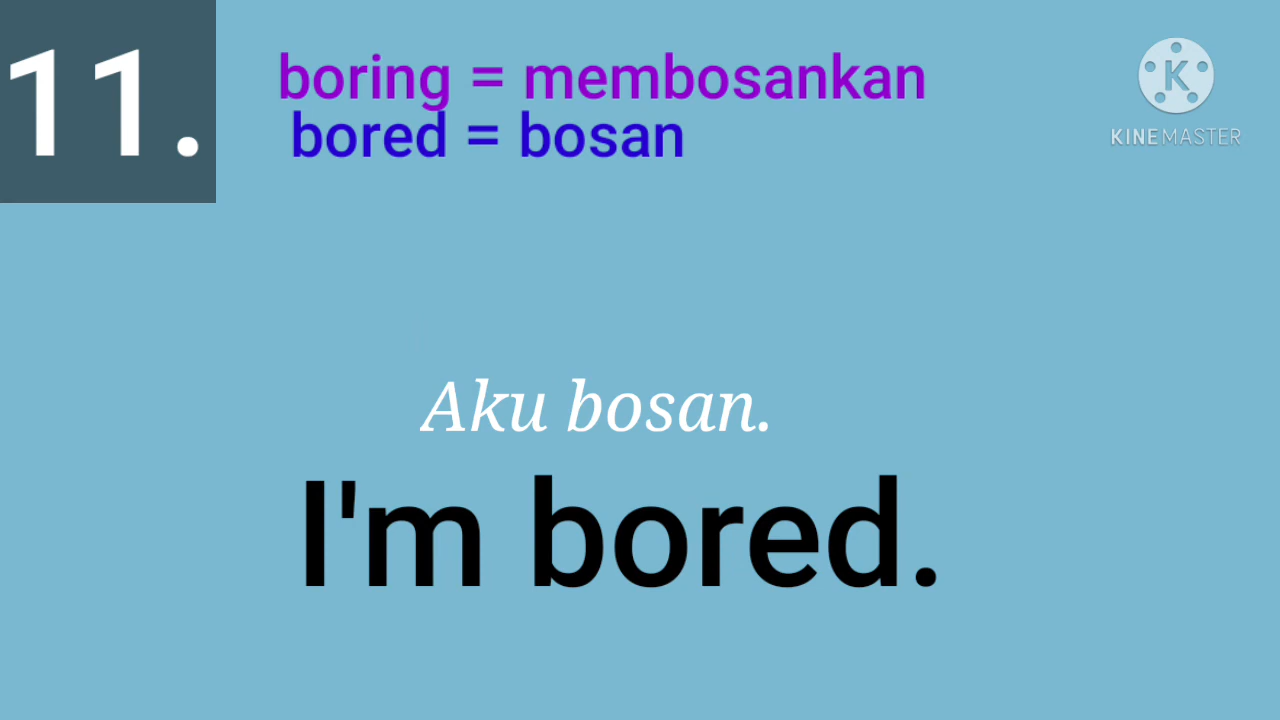 11.
boring = membosankan
bored = bosan
K
KINEMASTER
Aku bosan.
I'm bored.